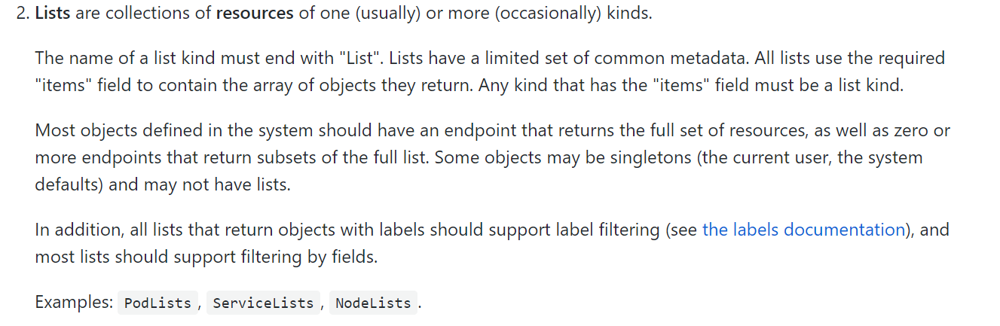 2. Lists are collections of resources of one (usually) or more (occasionally) kinds.
The name of a list kind must end with "List". Lists have a limited set of common metadata. All lists use the required
"items" field to contain the array of objects they return. Any kind that has the "items" field must be a list kind.
Most objects defined in the system should have an endpoint that returns the full set of resources, as well as zero or
more endpoints that return subsets of the full list. Some objects may be singletons (the current user, the system
defaults) and may not have lists.
In addition, all lists that return objects with labels should support label filtering (see the labels documentation), and
most lists should support filtering by fields.
Examples: PodLists, ServiceLists, NodeLists.